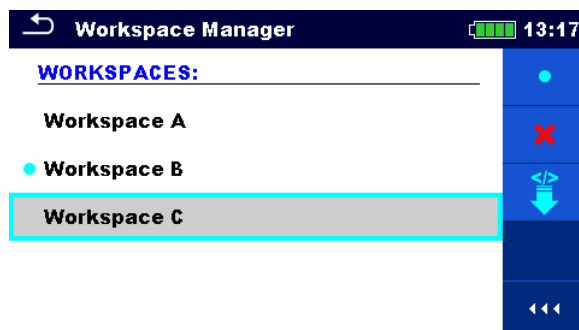 Workspace Manager 13:17
WORKSPACES:
Workspace A
Workspace B
</>
Workspace C